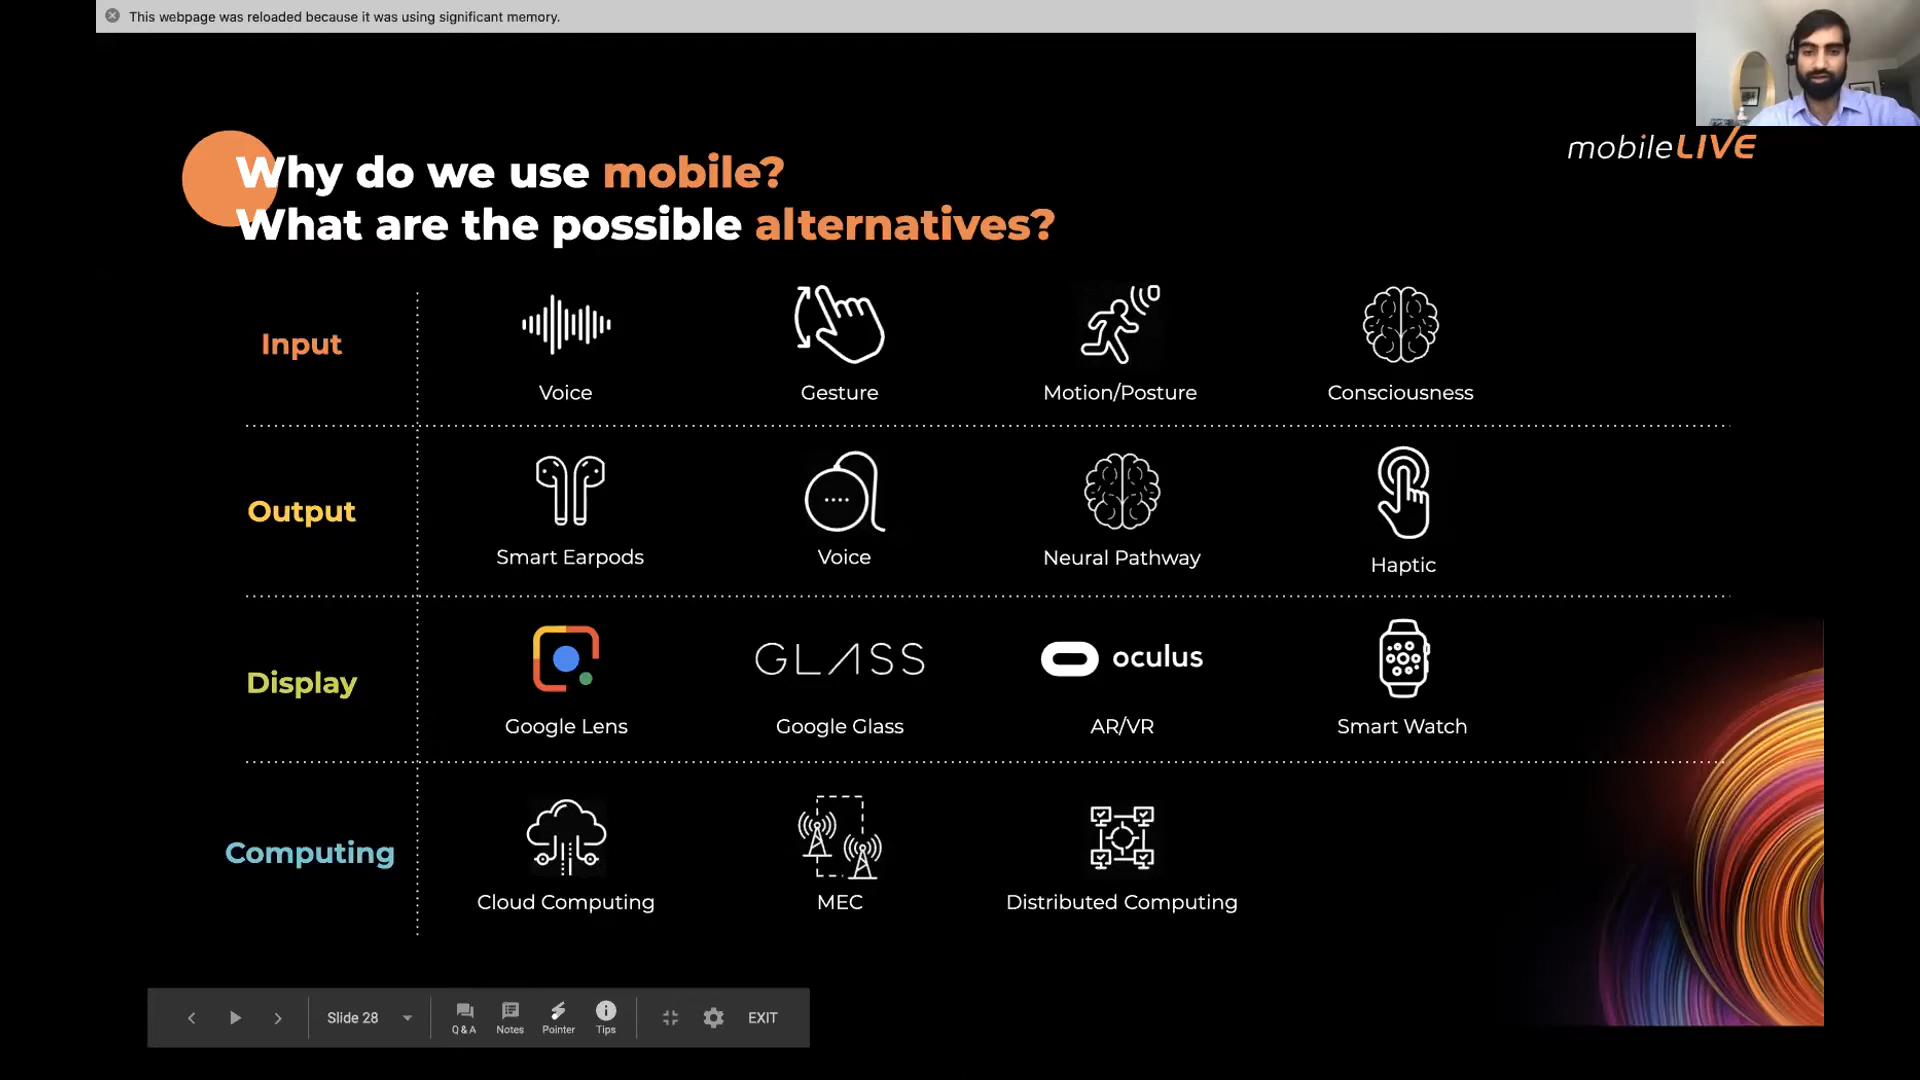 This webpage was reloaded because it was using significant memory.
mobileLIVE
Why do we use mobile?
What are the possible alternatives?
Input
Voice
Gesture
Motion/Posture
Consciousness
Output
Smart Earpods
Voice
Neural Pathway
Haptic
Display
GLASS
oculus
Google Lens
Google Glass
AR/VR
Smart Watch
Computing
Cloud Computing
MEC
Distributed Computing
Slide 28
Q & A
Notes
Pointer
Tips
EXIT